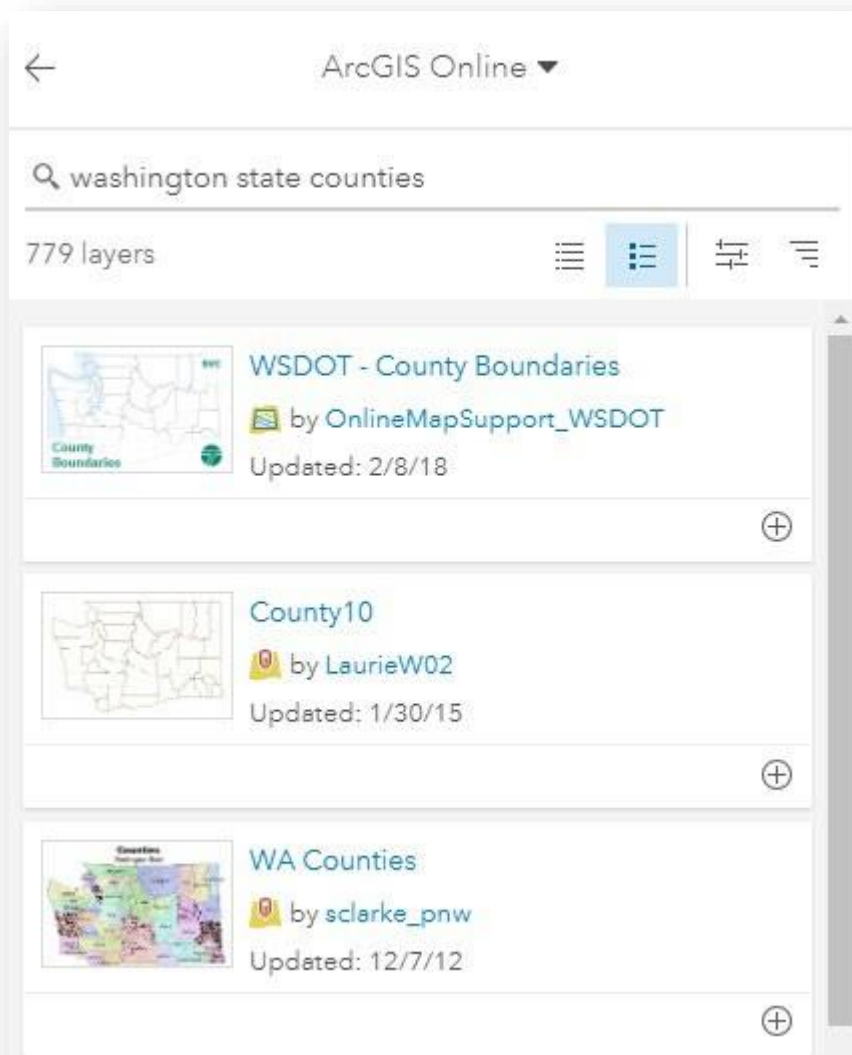 ArcGIS Online
washington state counties
779 layers
WSDOT - County Boundaries
by OnlineMapSupport_WSDOT
Updated: 2/8/18
County
Boundaries
County10
by LaurieW02
Updated: 1/30/15
Counties
WA Counties
by sclarke_pnw
Updated: 12/7/12